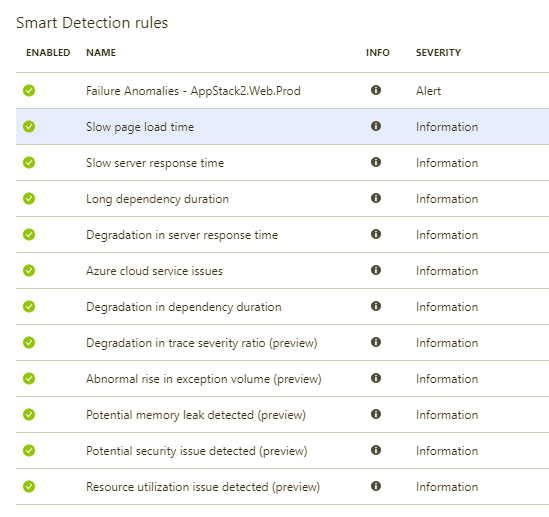 Smart Detection rules
ENABLED NAME INFO SEVERITY
Failure Anomalies - AppStack2.Web.Prod Alert
Slow page load time Information
Slow server response time Information
Long dependency duration Information
Degradation in server response time Information
Azure cloud service issues Information
Degradation in dependency duration Information
Degradation in trace severity ratio (preview) Information
Abnormal rise in exception volume (preview) Information
Potential memory leak detected (preview) Information
Potential security issue detected (preview) Information
Resource utilization issue detected (preview) Information